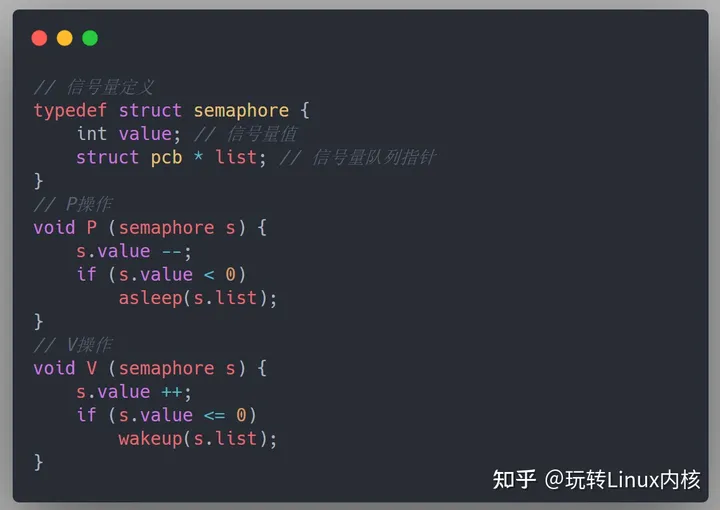 // 信号量定义
typedef struct semaphore {
    int value; // 信号量值
    struct pcb * list; // 信号量队列指针
}
// P操作
void P (semaphore s) {
    s.value --;
    if (s.value < 0)
        asleep(s.list);
}
// V操作
void V (semaphore s) {
    s.value ++;
    if (s.value <= 0)
        wakeup(s.list);
}
知乎 @玩转Linux内核